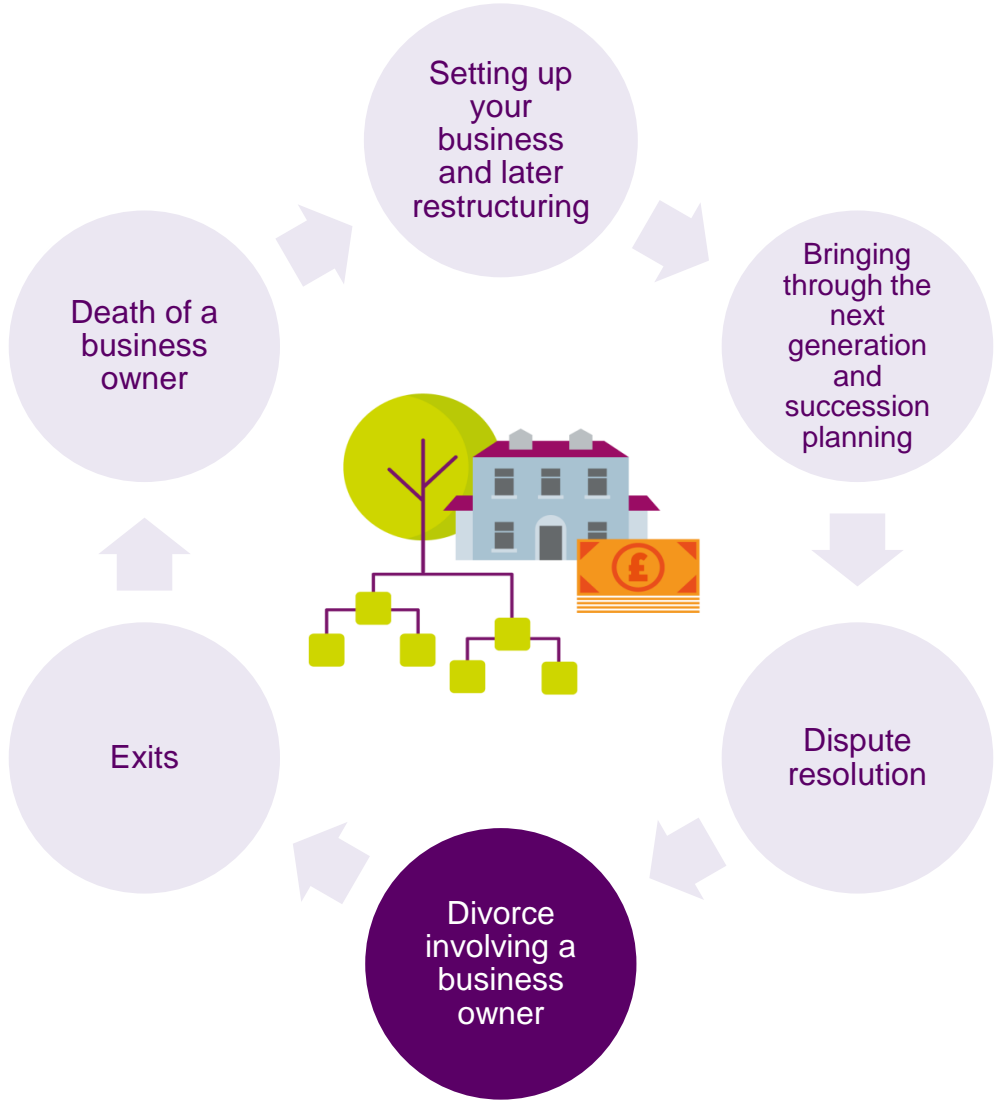 Setting up
your
business
and later
restructuring
Bringing
through the
next
generation
and
succession
planning
Dispute
resolution
Divorce
involving a
business
owner
Exits
Death of a
business
owner
£